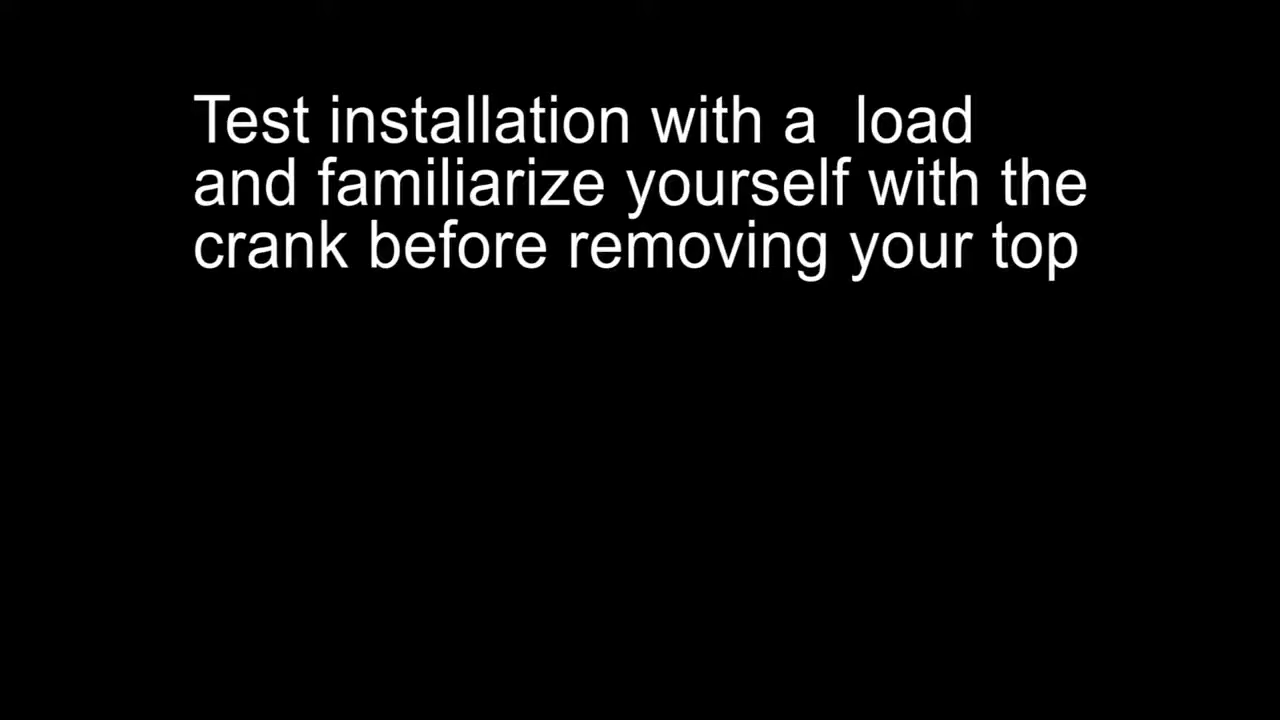 Test installation with a  load
and familiarize yourself with the
crank before removing your top